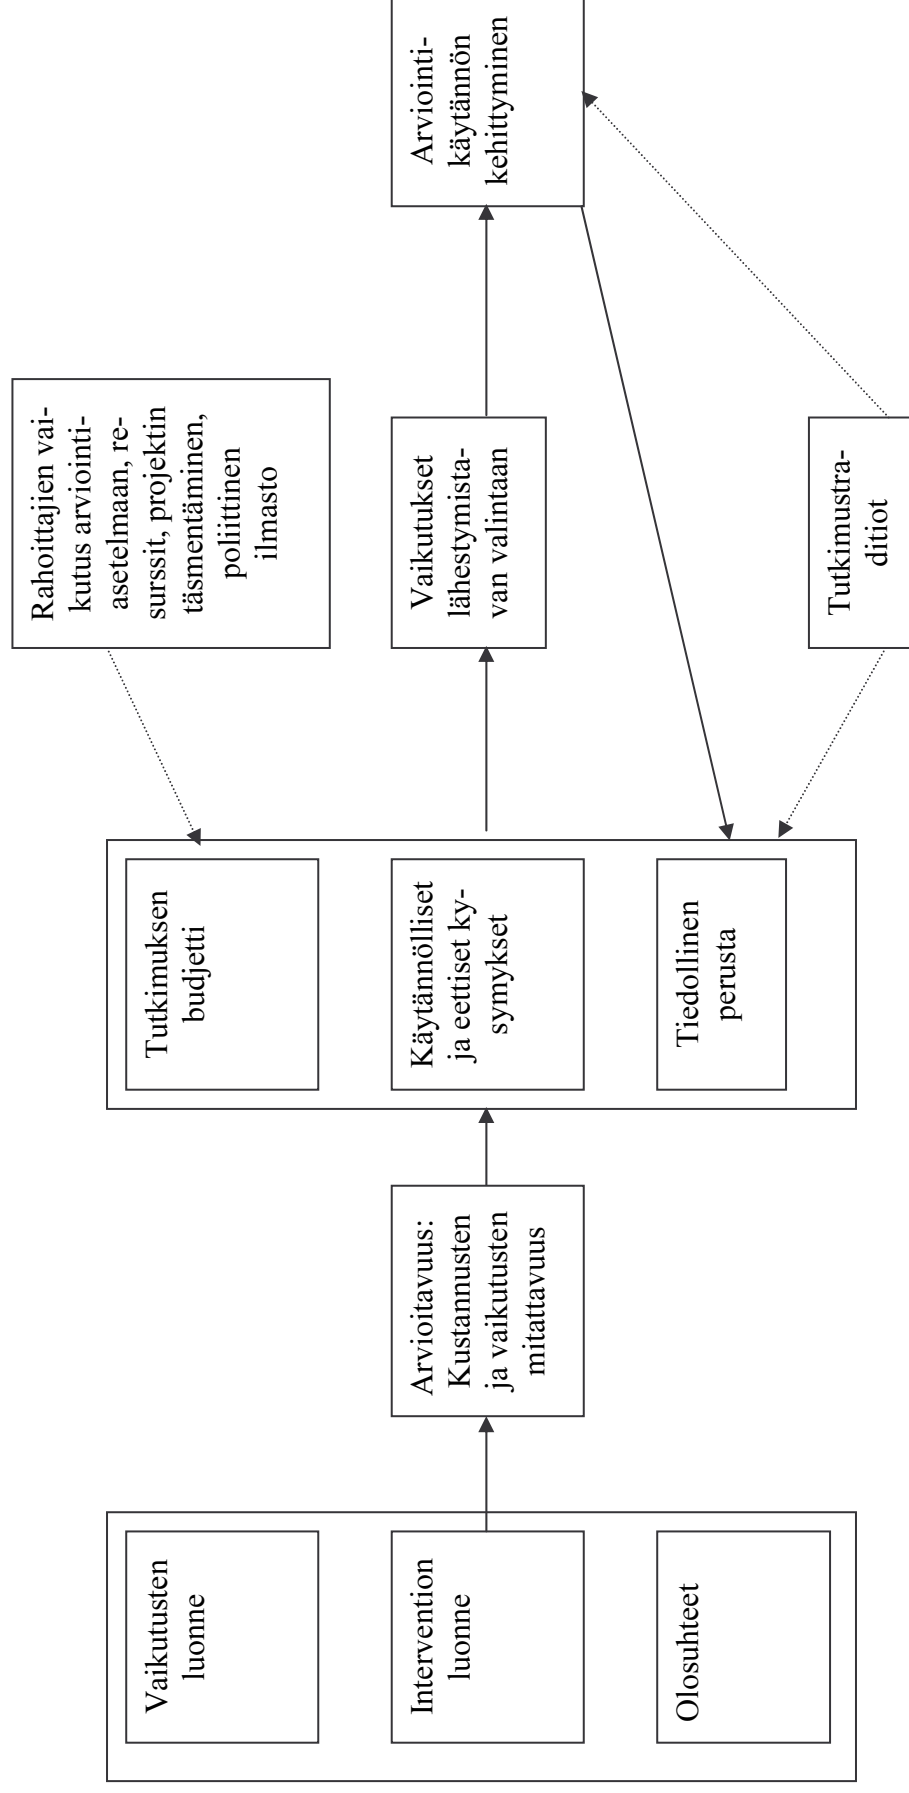 Vaikutusten
luonne
Intervention
luonne
Olosuhteet
Arvioitavuus:
Kustannusten
ja vaikutusten
mitattavuus
Tutkimuksen
budjetti
Käytännölliset
ja eettiset ky-
symykset
Tiedollinen
perusta
Rahoittajien vai-
kutus arviointi-
asetelmaan, re-
surssit, projektin
täsmentäminen,
poliittinen
ilmasto
Vaikutukset
lähestymista-
van valintaan
Tutkimustra-
ditiot
Arviointi-
käytännön
kehittyminen